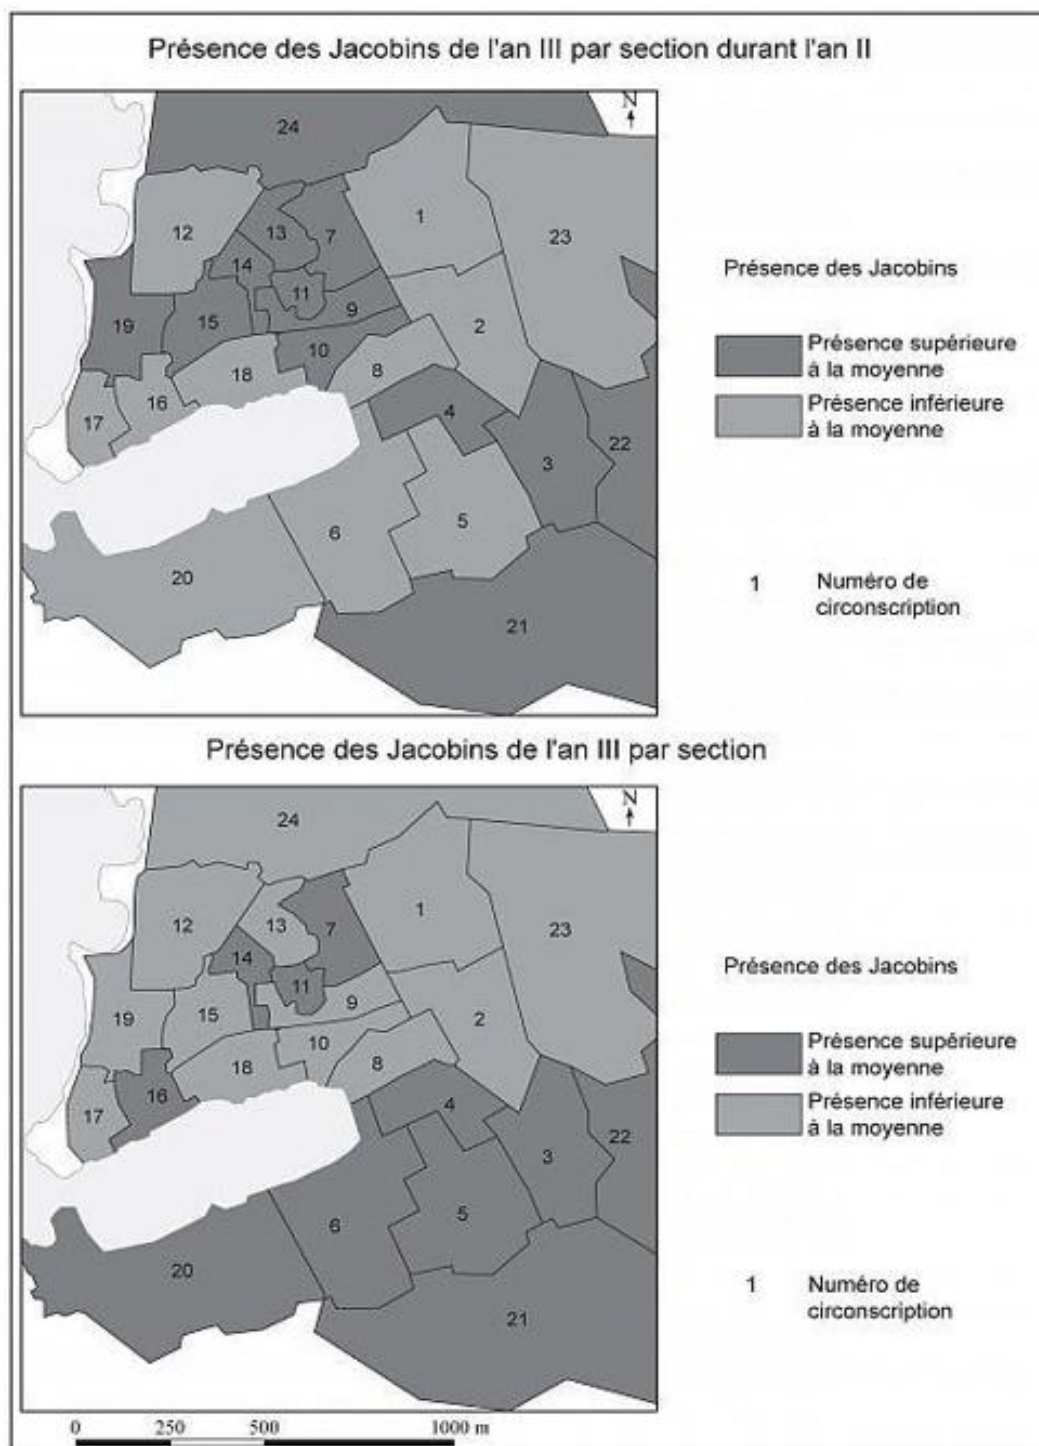 Présence des Jacobins de l'an III par section durant l'an II
N
24
1
12
13
7
23
14
11
9
19
15
2
10
18
8
16
17
4
3
22
5
6
20
21
Présence des Jacobins
Présence supérieure
à la moyenne
Présence inférieure
à la moyenne
1 Numéro de
circonscription
Présence des Jacobins de l'an III par section
N
24
1
12
13
7
23
14
11
9
19
15
2
10
18
8
16
17
4
3
22
5
6
20
21
Présence des Jacobins
Présence supérieure
à la moyenne
Présence inférieure
à la moyenne
1 Numéro de
circonscription
0 250 500 1000 m